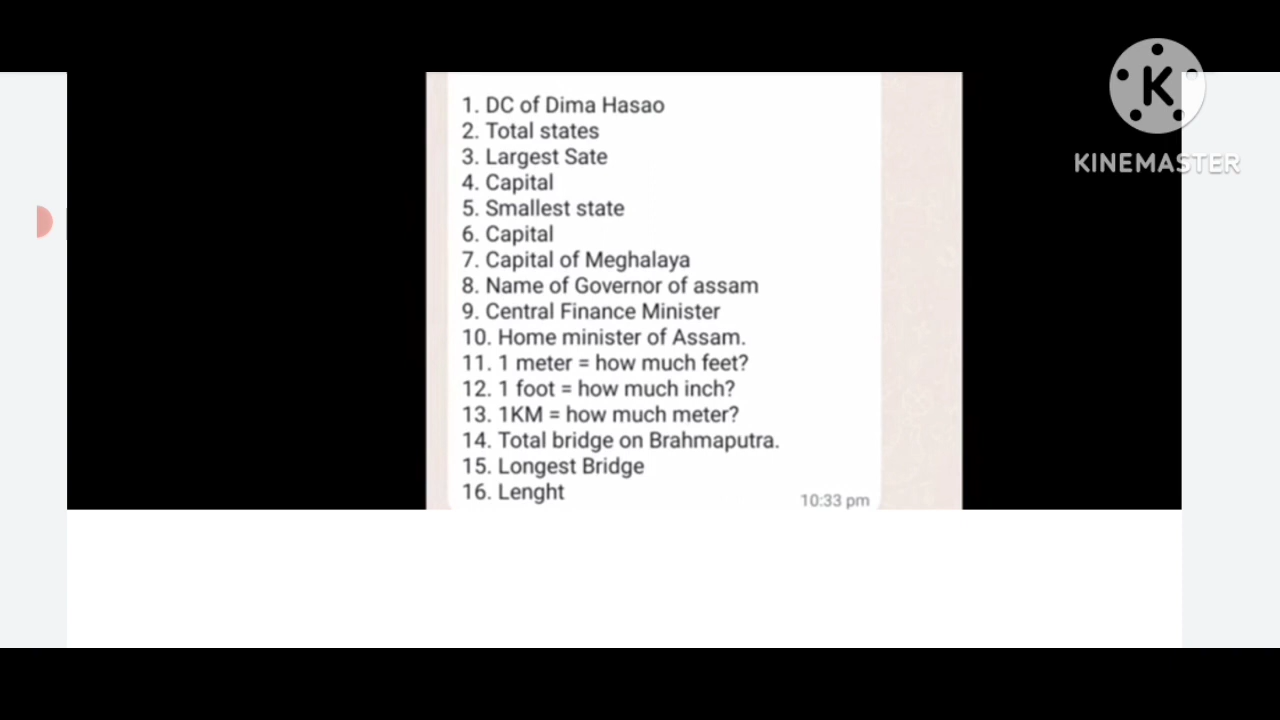 1. DC of Dima Hasao
2. Total states
3. Largest Sate
4. Capital
5. Smallest state
6. Capital
7. Capital of Meghalaya
8. Name of Governor of assam
9. Central Finance Minister
10. Home minister of Assam.
11. 1 meter = how much feet?
12. 1 foot = how much inch?
13. 1KM = how much meter?
14. Total bridge on Brahmaputra.
15. Longest Bridge
16. Lenght
10:33 pm
K
KINEMASTER